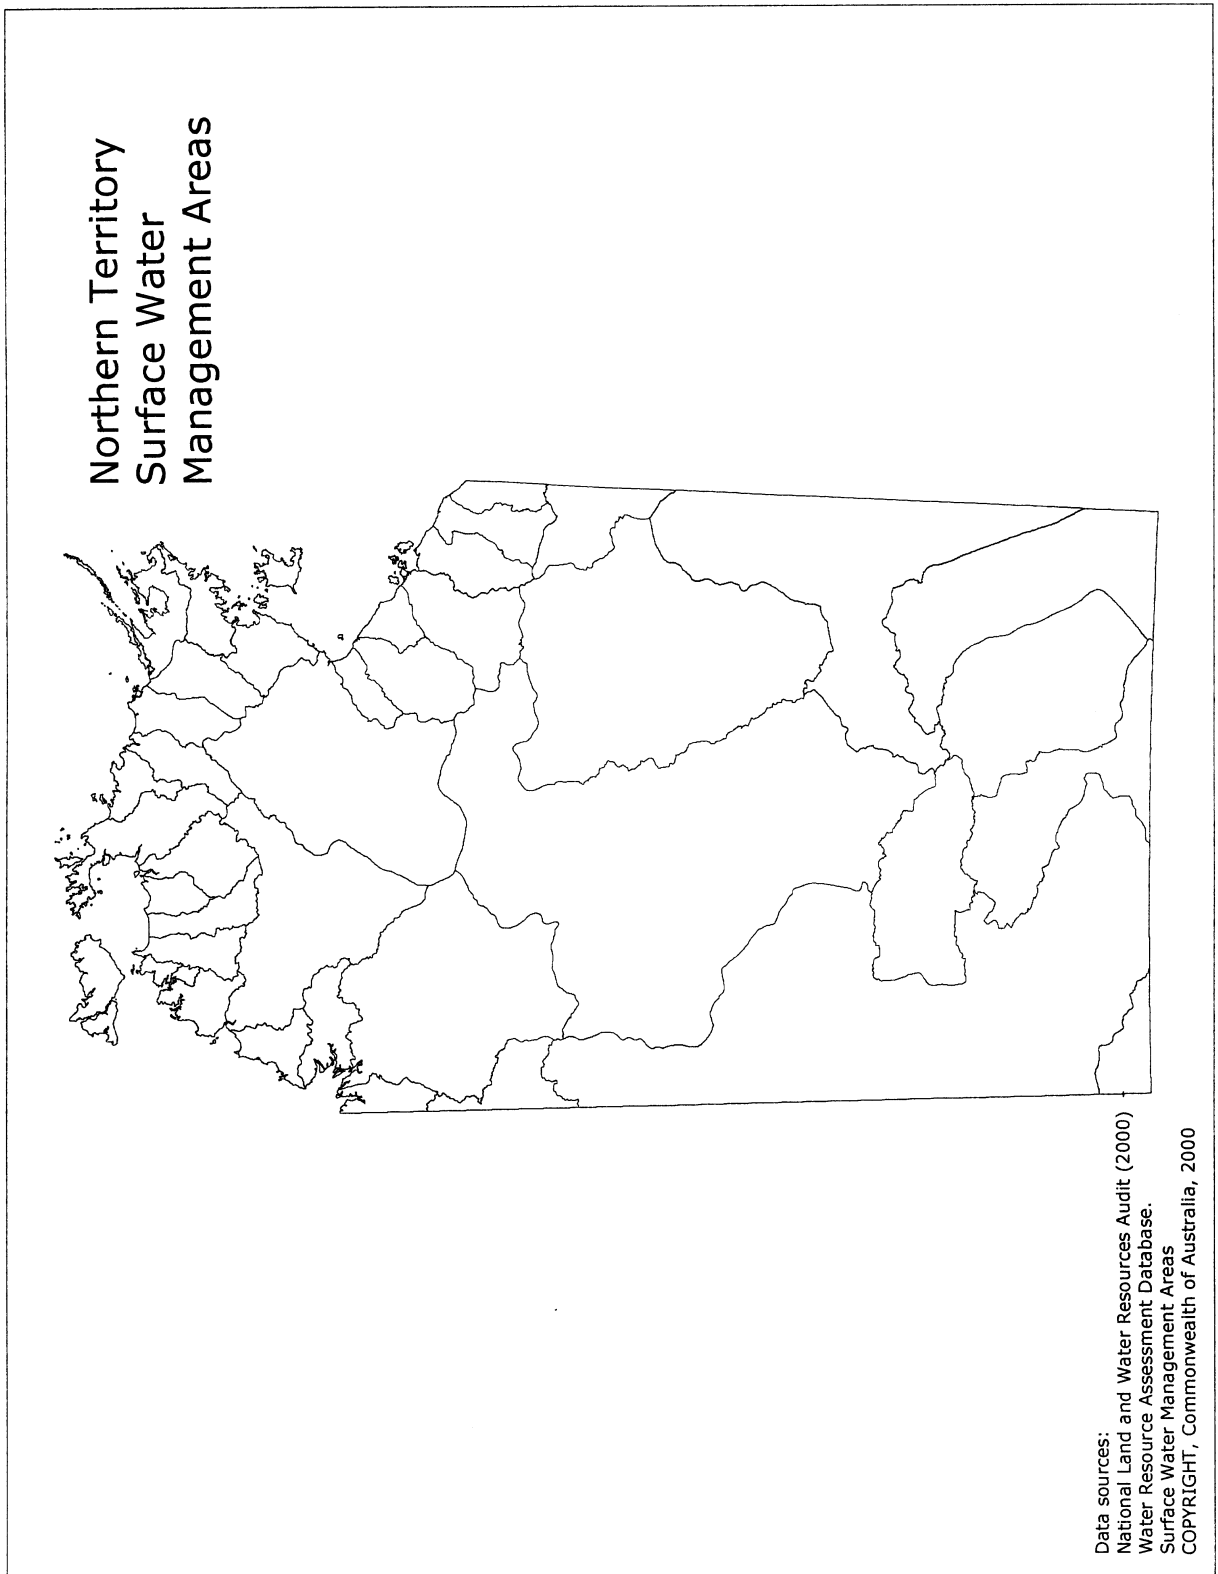 Northern Territory
Surface Water
Management Areas
Data sources:
National Land and Water Resources Audit (2000)
Water Resource Assessment Database.
Surface Water Management Areas
COPYRIGHT, Commonwealth of Australia, 2000